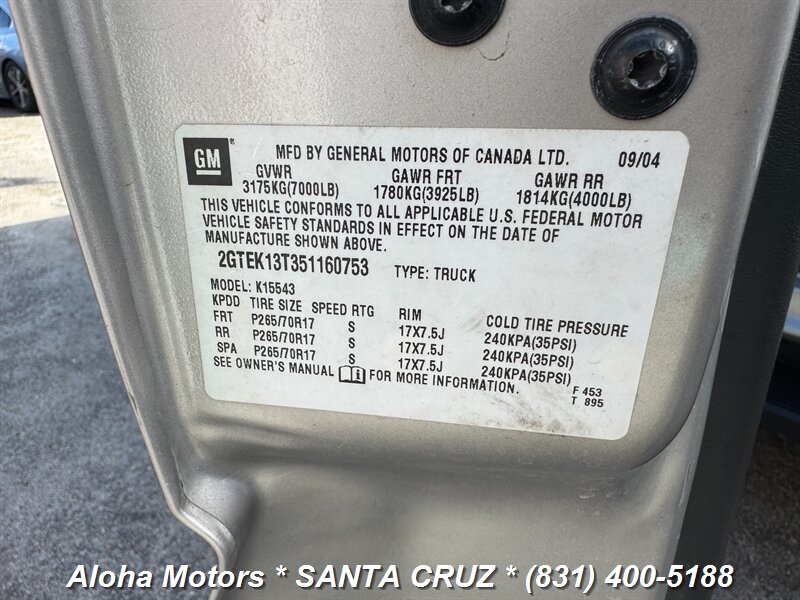 GM
MFD BY GENERAL MOTORS OF CANADA LTD. 09/04
GVWR GAWR FRT GAWR RR
3175KG(7000LB) 1780KG(3925LB) 1814KG(4000LB)
THIS VEHICLE CONFORMS TO ALL APPLICABLE U.S. FEDERAL MOTOR
VEHICLE SAFETY STANDARDS IN EFFECT ON THE DATE OF
MANUFACTURE SHOWN ABOVE.
2GTEK13T351160753 TYPE: TRUCK
MODEL: K15543
KPDD TIRE SIZE SPEED RTG RIM COLD TIRE PRESSURE
FRT P265/70R17 S 17X7.5J 240KPA(35PSI)
RR P265/70R17 S 17X7.5J 240KPA(35PSI)
SPA P265/70R17 S 17X7.5J 240KPA(35PSI)
SEE OWNER'S MANUAL FOR MORE INFORMATION.
F 453
T 895
Aloha Motors * SANTA CRUZ * (831) 400-5188